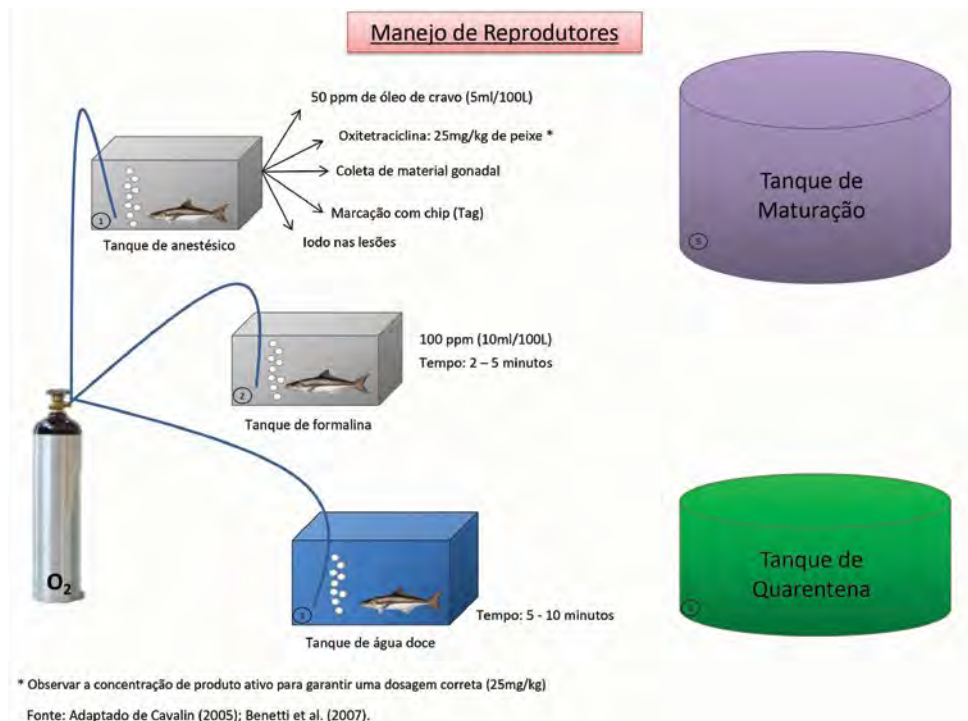 Manejo de Reprodutores
50 ppm de óleo de cravo (5ml/100L)
Oxitetraciclina: 25mg/kg de peixe *
Coleta de material gonadal
Marcação com chip (Tag)
Iodo nas lesões
1
Tanque de anestésico
100 ppm (10ml/100L)
Tempo: 2 – 5 minutos
2
Tanque de formalina
O2
3
Tempo: 5 - 10 minutos
Tanque de água doce
Tanque de
Maturação
Tanque de
Quarentena
* Observar a concentração de produto ativo para garantir uma dosagem correta (25mg/kg)
Fonte: Adaptado de Cavalin (2005); Benetti et al. (2007).